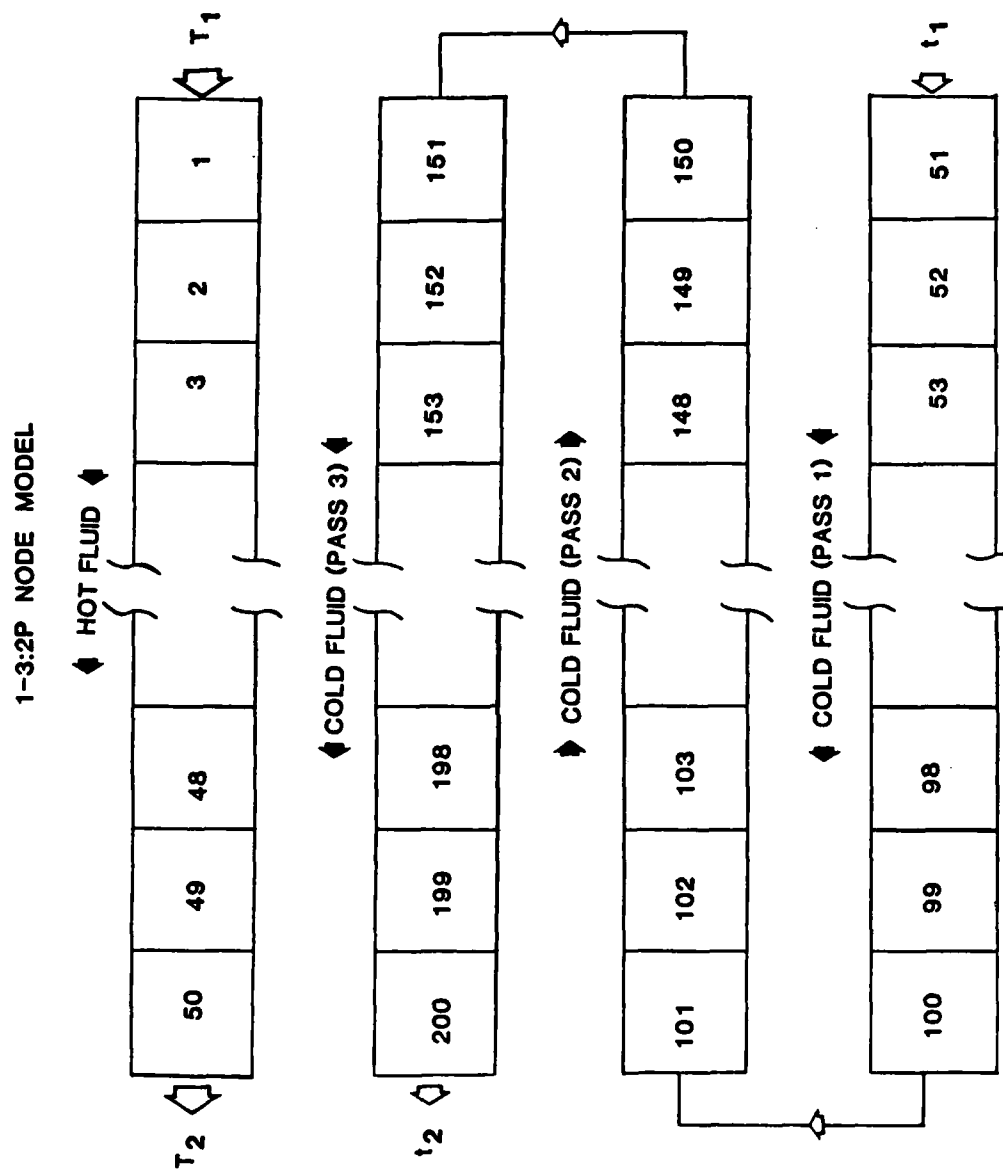 1-3:2P NODE MODEL
HOT FLUID
T2
50
49
48
3
2
1
T1
COLD FLUID (PASS 3)
t2
200
199
198
153
152
151
COLD FLUID (PASS 2)
101
102
103
148
149
150
COLD FLUID (PASS 1)
100
99
98
53
52
51
t1